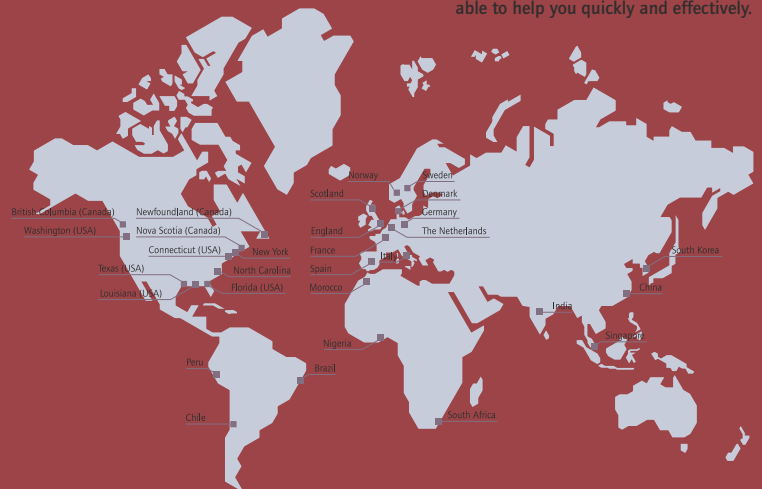 able to help you quickly and effectively.
Norway
Sweden
Scotland
Denmark
British Columbia (Canada)
Newfoundland (Canada)
Germany
Washington (USA)
Nova Scotia (Canada)
England
The Netherlands
Connecticut (USA)
New York
France
Italy
South Korea
Texas (USA)
North Carolina
Spain
Louisiana (USA)
Florida (USA)
Morocco
China
India
Nigeria
Singapore
Peru
Brazil
Chile
South Africa